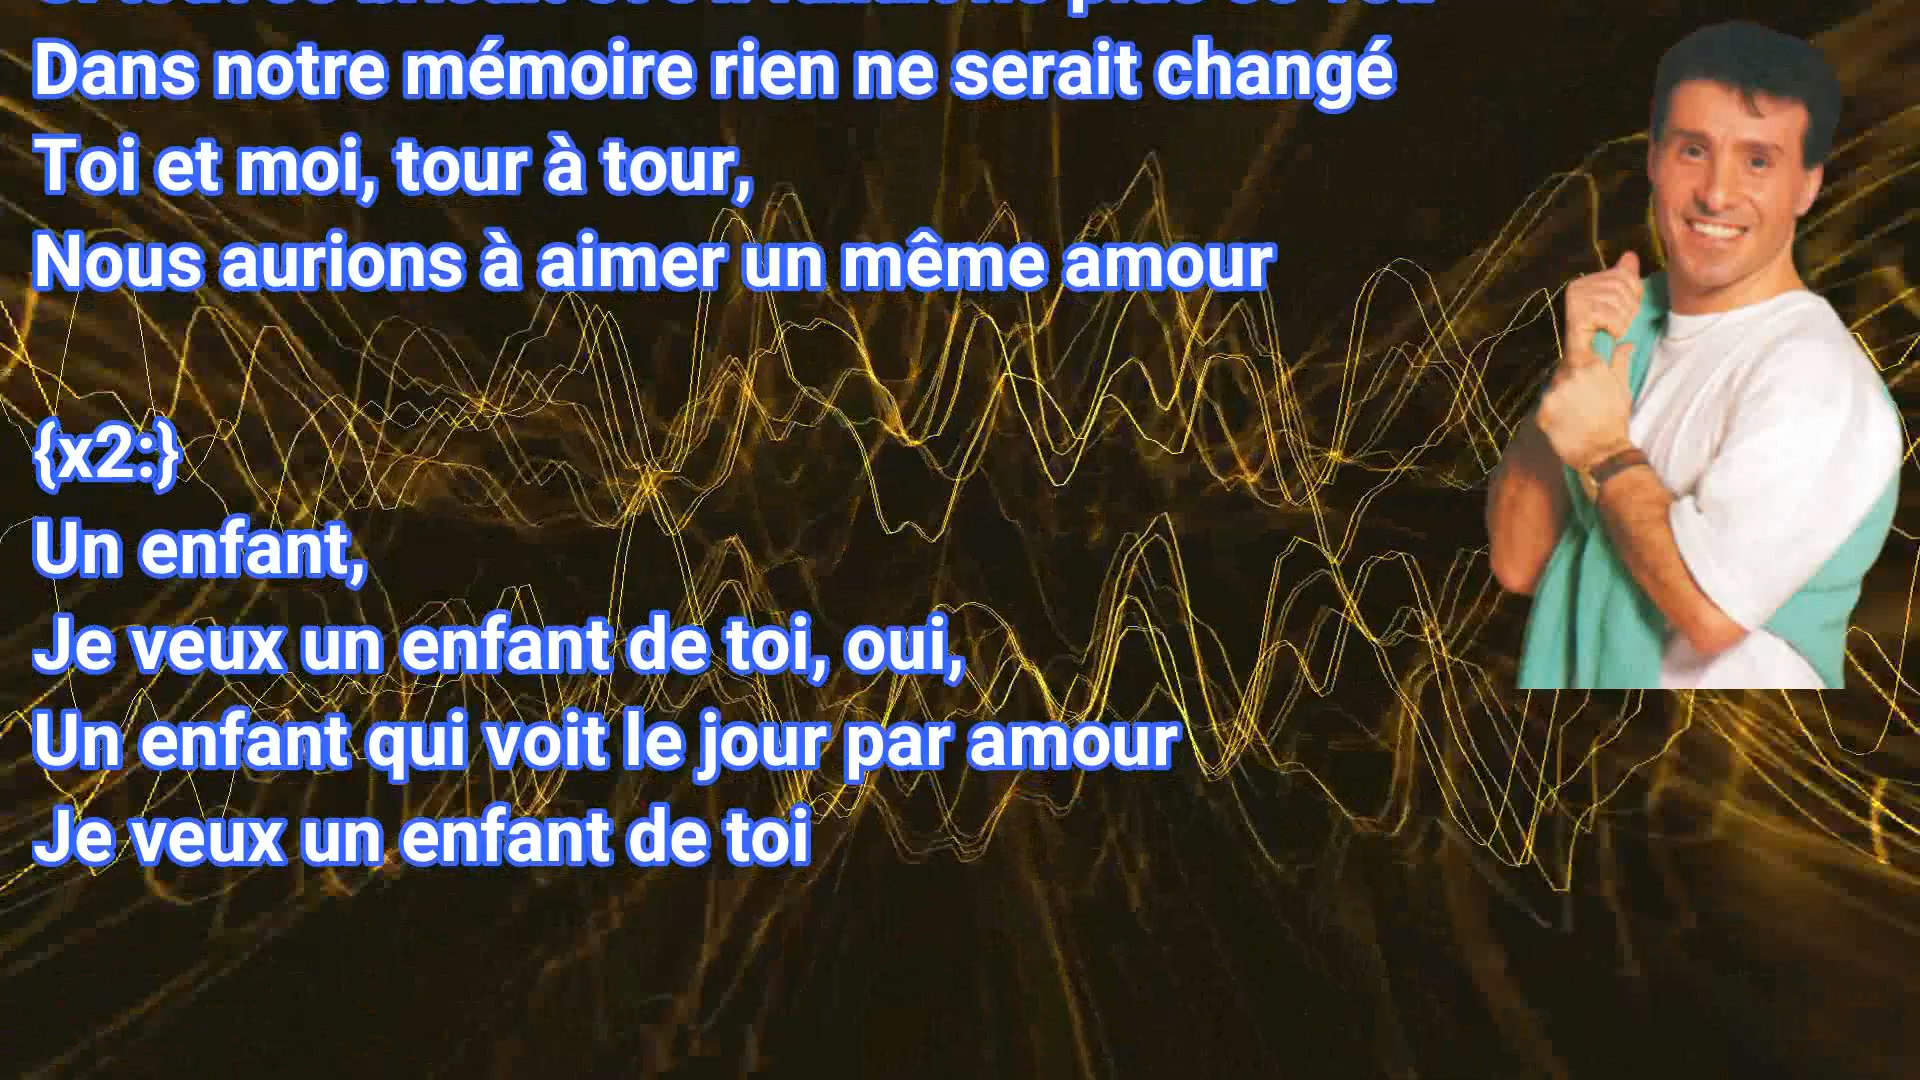 Dans notre mémoire rien ne serait changé
Toi et moi, tour à tour,
Nous aurions à aimer un même amour
{x2:}
Un enfant,
Je veux un enfant de toi, oui,
Un enfant qui voit le jour par amour
Je veux un enfant de toi